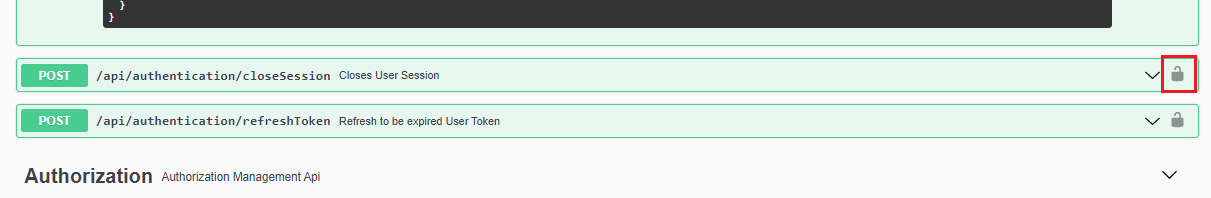 }
}
POST /api/authentication/closeSession Closes User Session
POST /api/authentication/refreshToken Refresh to be expired User Token
Authorization Authorization Management Api